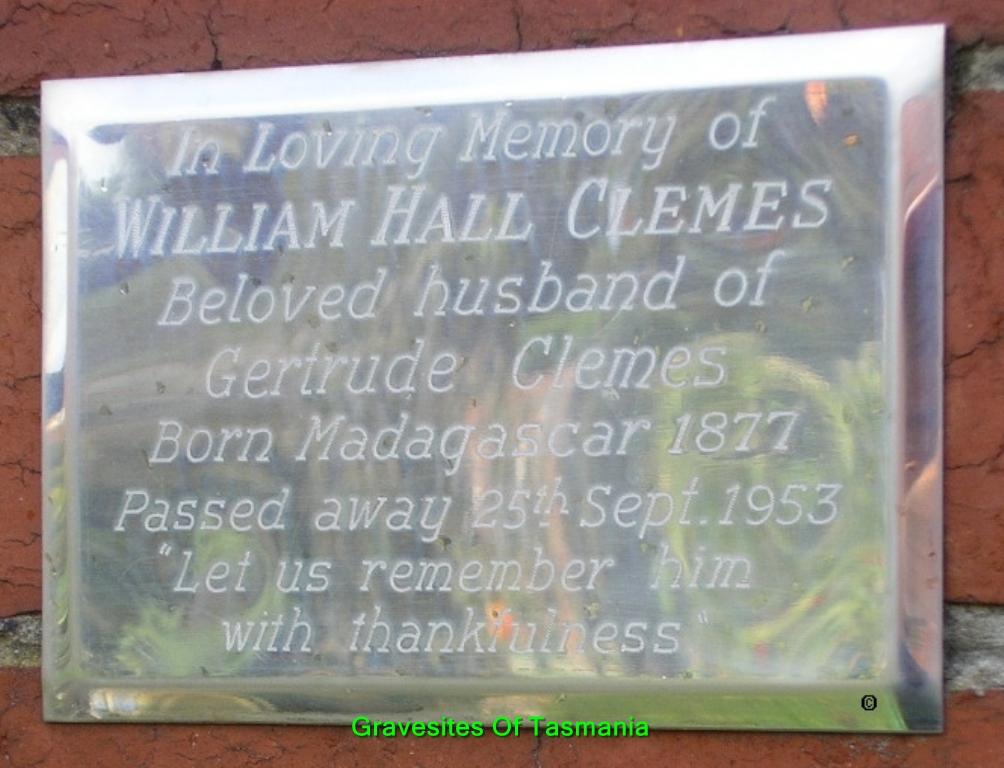 In Loving Memory of
WILLIAM HALL CLEMES
Beloved husband of
Gertrude Clemes
Born Madagascar 1877
Passed away 25th Sept. 1953
"Let us remember him
with thankfulness"
©
Gravesites Of Tasmania